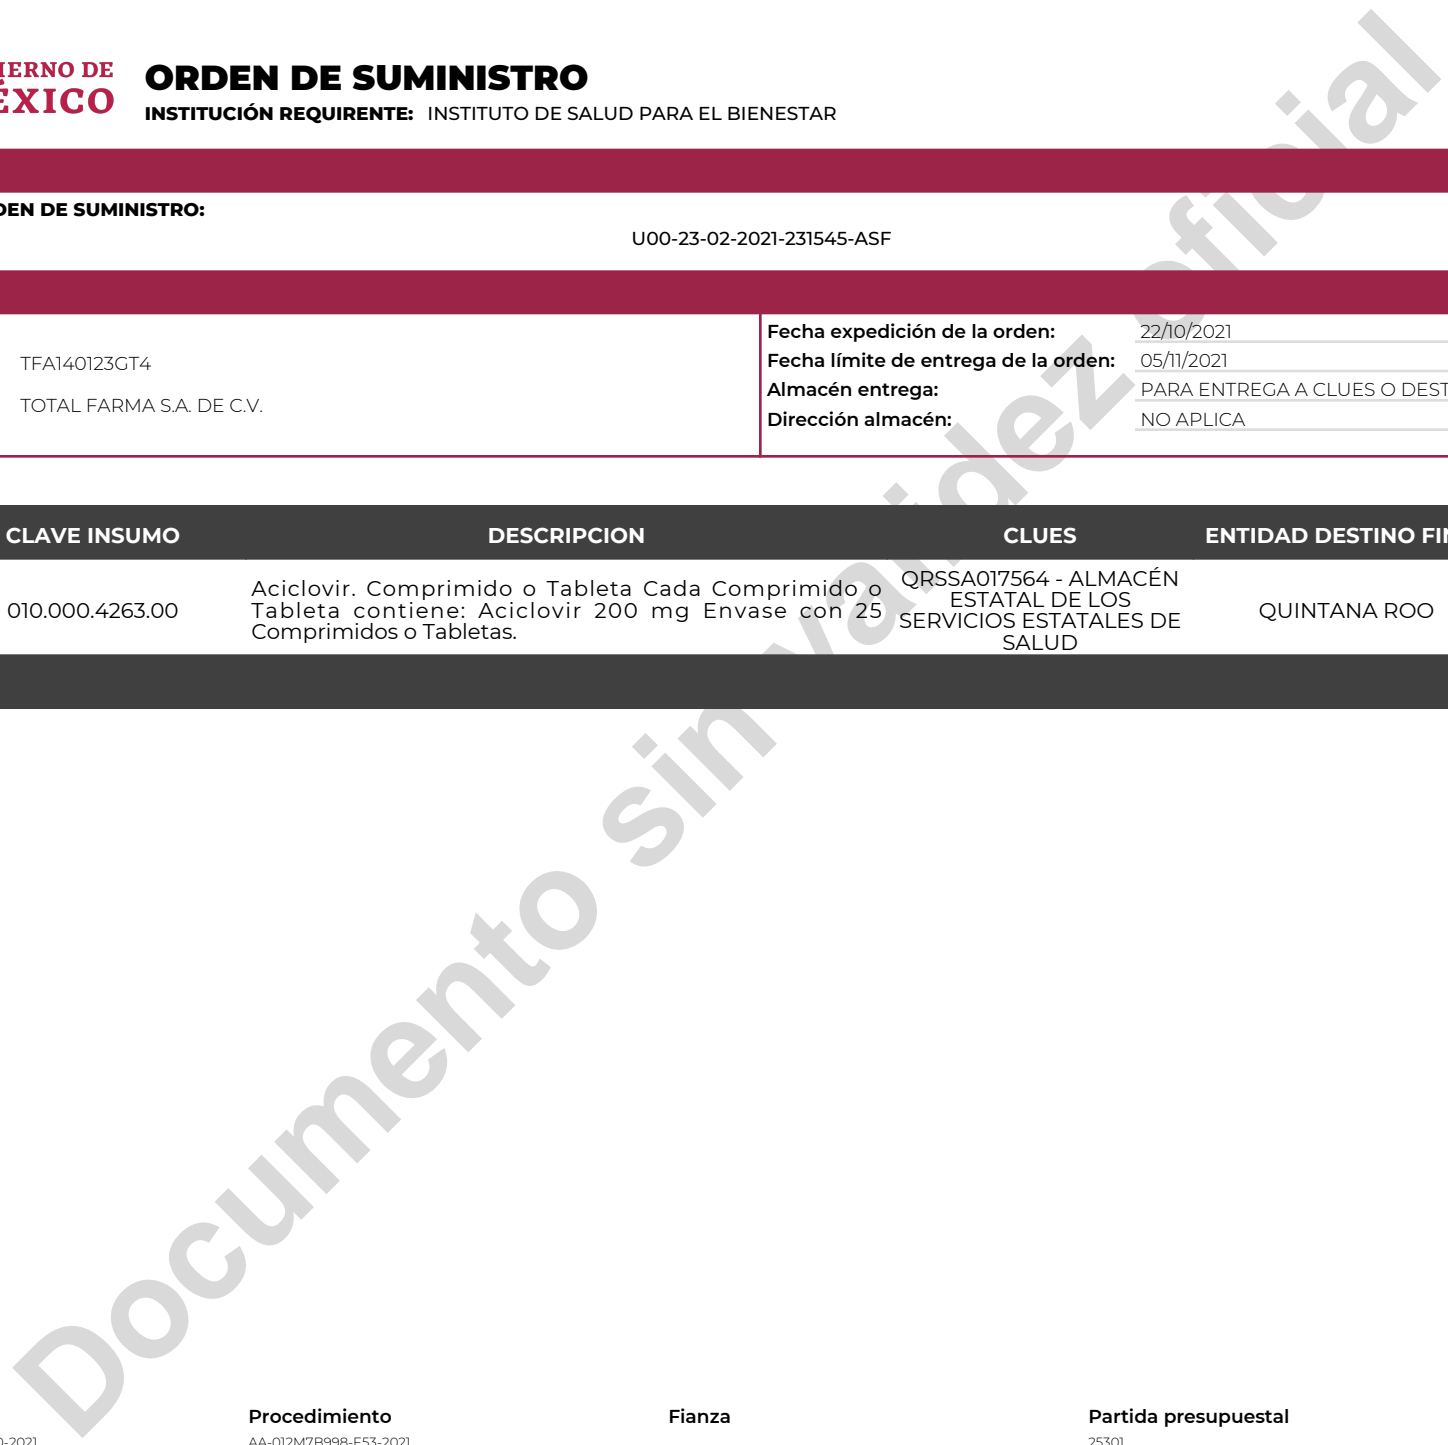 IERNO DE
ÉXICO
ORDEN DE SUMINISTRO
INSTITUCIÓN REQUIRENTE: INSTITUTO DE SALUD PARA EL BIENESTAR
DEN DE SUMINISTRO:
U00-23-02-2021-231545-ASF
TFA140123GT4
TOTAL FARMA S.A. DE C.V.
Fecha expedición de la orden: 22/10/2021
Fecha límite de entrega de la orden: 05/11/2021
Almacén entrega: PARA ENTREGA A CLUES O DEST
Dirección almacén: NO APLICA
CLAVE INSUMO DESCRIPCION CLUES ENTIDAD DESTINO FIN
010.000.4263.00
Aciclovir. Comprimido o Tableta Cada Comprimido o
Tableta contiene: Aciclovir 200 mg Envase con 25
Comprimidos o Tabletas.
QRSSA017564 - ALMACÉN
ESTATAL DE LOS
SERVICIOS ESTATALES DE
SALUD
QUINTANA ROO
Documento sin validez oficial
Procedimiento Fianza Partida presupuestal
0-2021 AA-012M7B998-E53-2021 25301